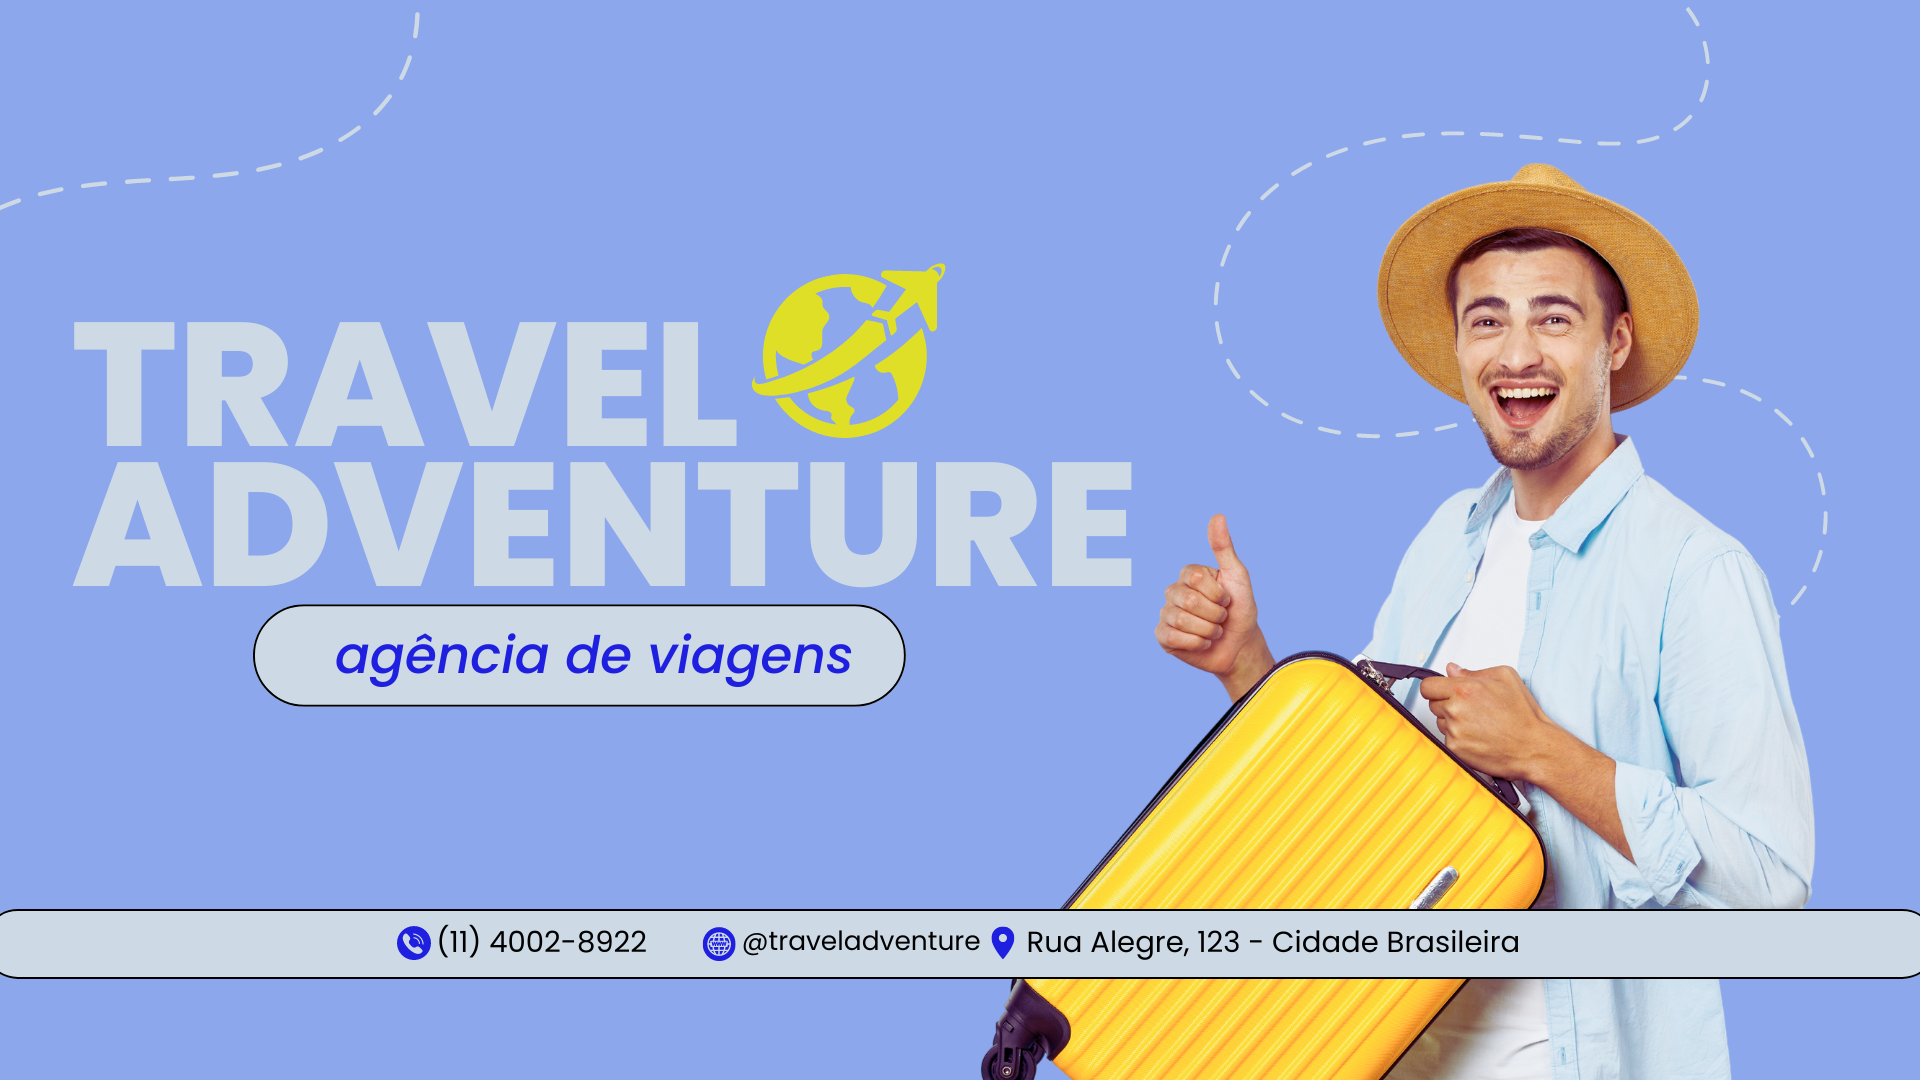 TRAVEL
ADVENTURE
agência de viagens
(11) 4002-8922 @traveladventure Rua Alegre, 123 - Cidade Brasileira